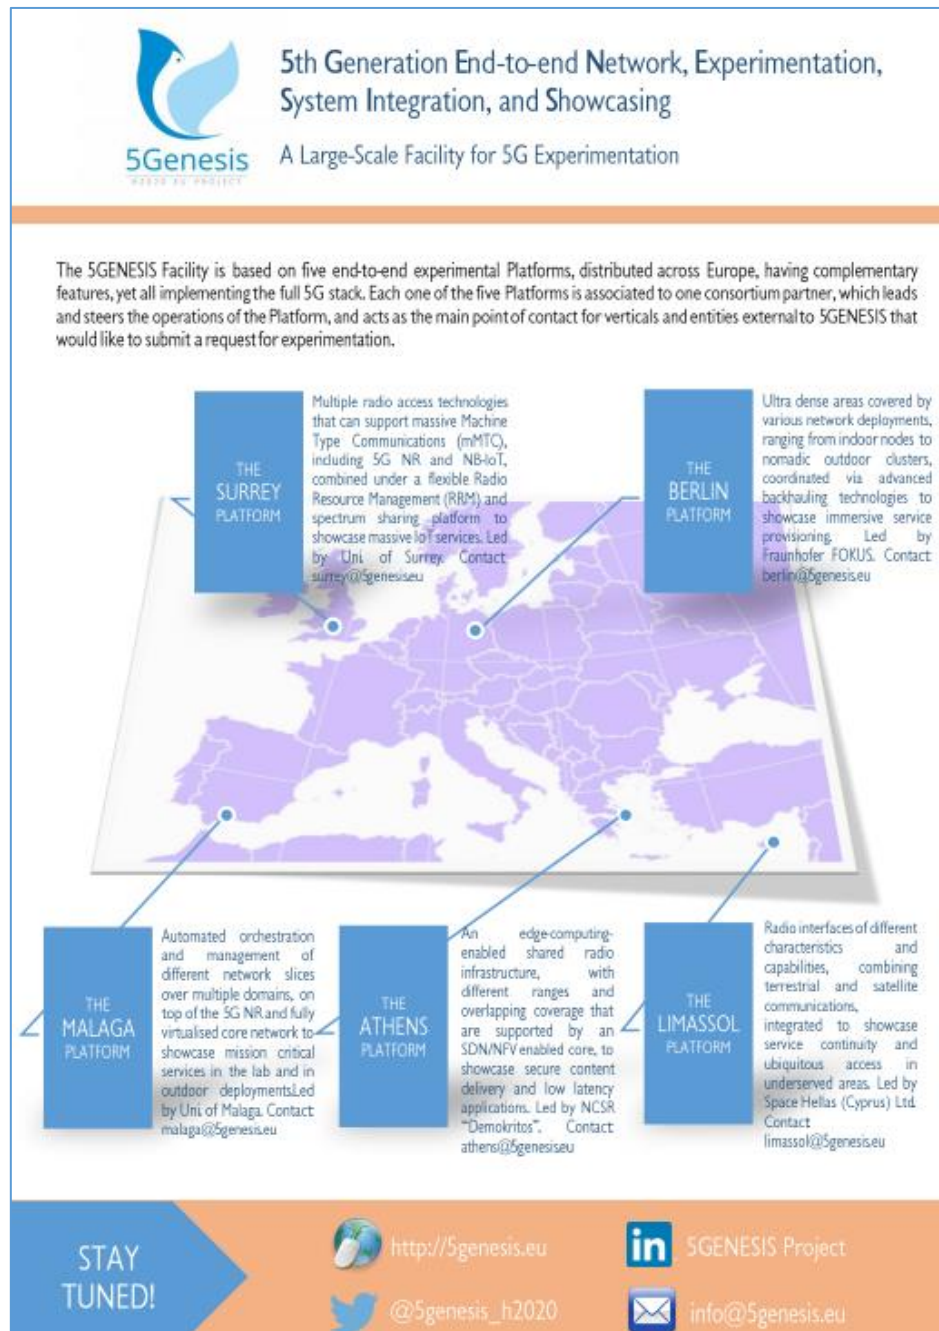 5th Generation End-to-end Network, Experimentation,
System Integration, and Showcasing
A Large-Scale Facility for 5G Experimentation
5Genesis
H2020 EU PROJECT
The 5GENESIS Facility is based on five end-to-end experimental Platforms, distributed across Europe, having complementary
features, yet all implementing the full 5G stack. Each one of the five Platforms is associated to one consortium partner, which leads
and steers the operations of the Platform, and acts as the main point of contact for verticals and entities external to 5GENESIS that
would like to submit a request for experimentation.
THE
SURREY
PLATFORM
Multiple radio access technologies
that can support massive Machine
Type Communications (mMTC),
including 5G NR and NB-IoT,
combined under a flexible Radio
Resource Management (RRM) and
spectrum sharing platform to
showcase massive IoT services. Led
by Uni. of Surrey. Contact:
surrey@5genesis.eu
THE
BERLIN
PLATFORM
Ultra dense areas covered by
various network deployments,
ranging from indoor nodes to
nomadic outdoor clusters,
coordinated via advanced
backhauling technologies to
showcase immersive service
provisioning. Led by
Fraunhofer FOKUS. Contact:
berlin@5genesis.eu
THE
MALAGA
PLATFORM
Automated orchestration
and management of
different network slices
over multiple domains, on
top of the 5G NR and fully
virtualised core network to
showcase mission critical
services in the lab and in
outdoor deployments.Led
by Uni. of Malaga. Contact:
malaga@5genesis.eu
THE
ATHENS
PLATFORM
An edge-computing-
enabled shared radio
infrastructure, with
different ranges and
overlapping coverage that
are supported by an
SDN/NFV enabled core, to
showcase secure content
delivery and low latency
applications. Led by NCSR
"Demokritos". Contact:
athens@5genesis.eu
THE
LIMASSOL
PLATFORM
Radio interfaces of different
characteristics and
capabilities, combining
terrestrial and satellite
communications,
integrated to showcase
service continuity and
ubiquitous access in
underserved areas. Led by
Space Hellas (Cyprus) Ltd.
Contact:
limassol@5genesis.eu
STAY
TUNED!
http://5genesis.eu
in 5GENESIS Project
@5genesis_h2020
info@5genesis.eu